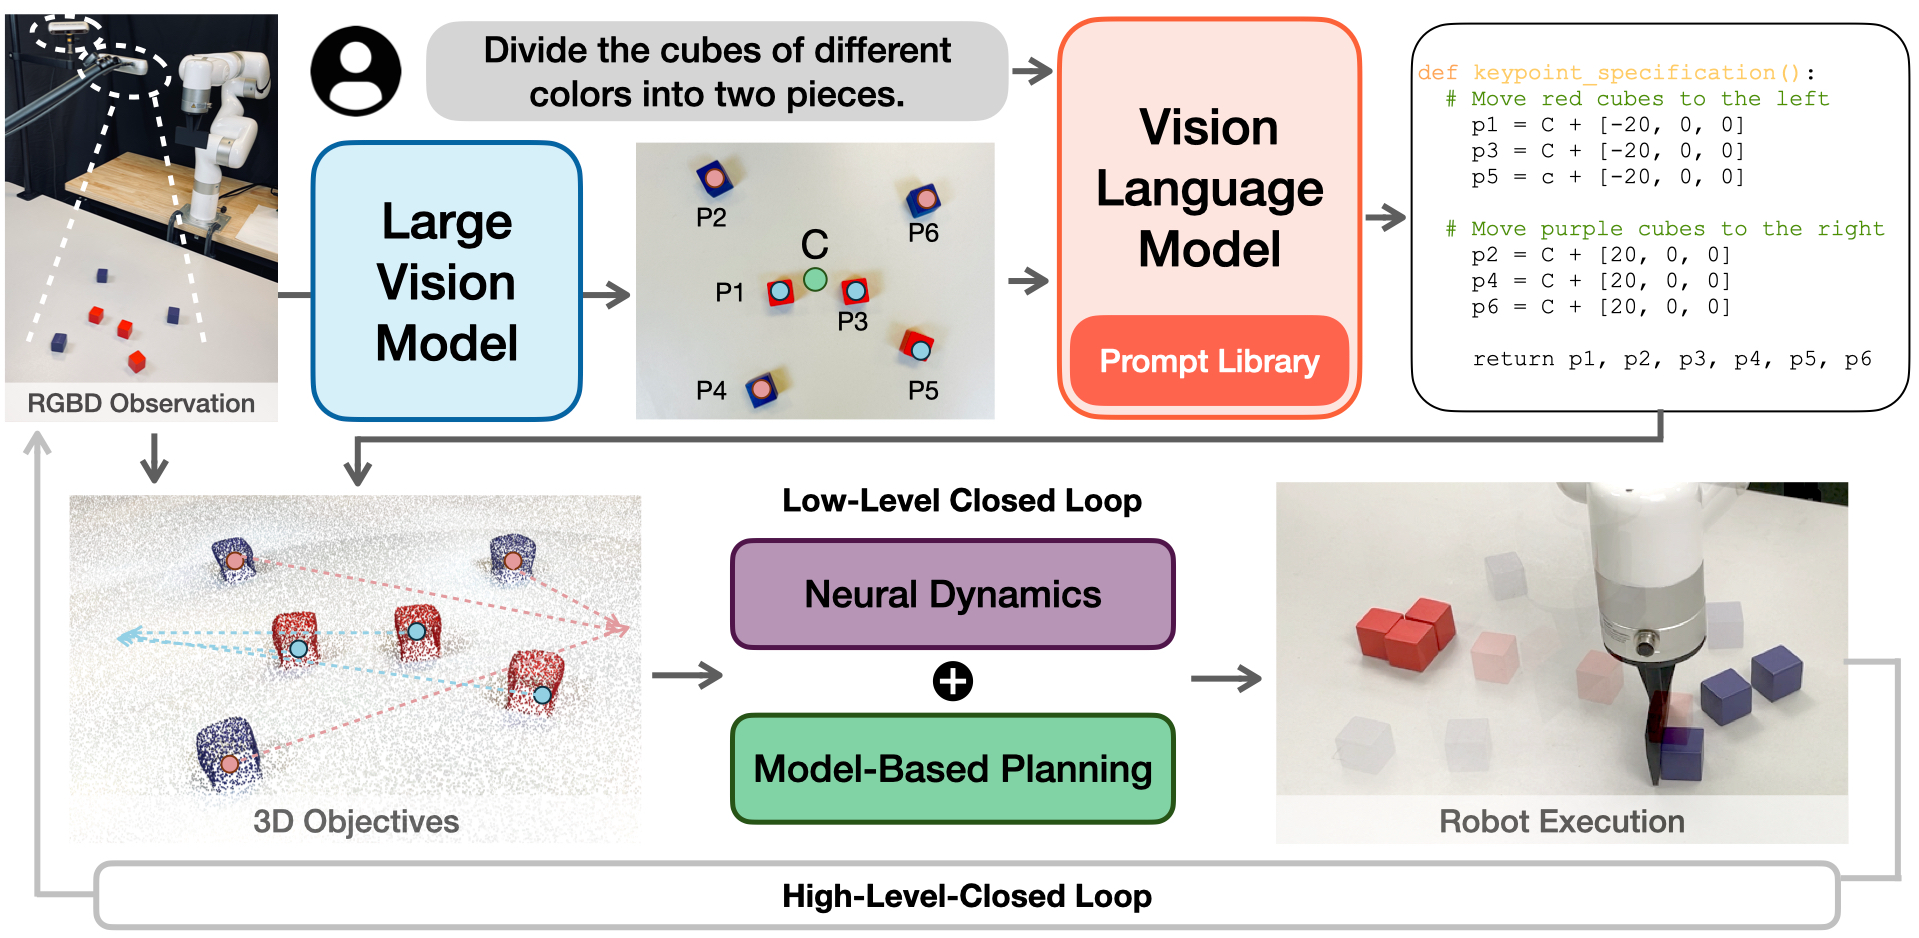 Divide the cubes of different
colors into two pieces.
RGBD Observation
Large
Vision
Model
P2
P6
C
P1
P3
P4
P5
Vision
Language
Model
Prompt Library
def keypoint_specification():
# Move red cubes to the left
p1 = C + [-20, 0, 0]
p3 = C + [-20, 0, 0]
p5 = c + [-20, 0, 0]
# Move purple cubes to the right
p2 = C + [20, 0, 0]
p4 = C + [20, 0, 0]
p6 = C + [20, 0, 0]
return p1, p2, p3, p4, p5, p6
3D Objectives
Low-Level Closed Loop
Neural Dynamics
+
Model-Based Planning
Robot Execution
High-Level-Closed Loop